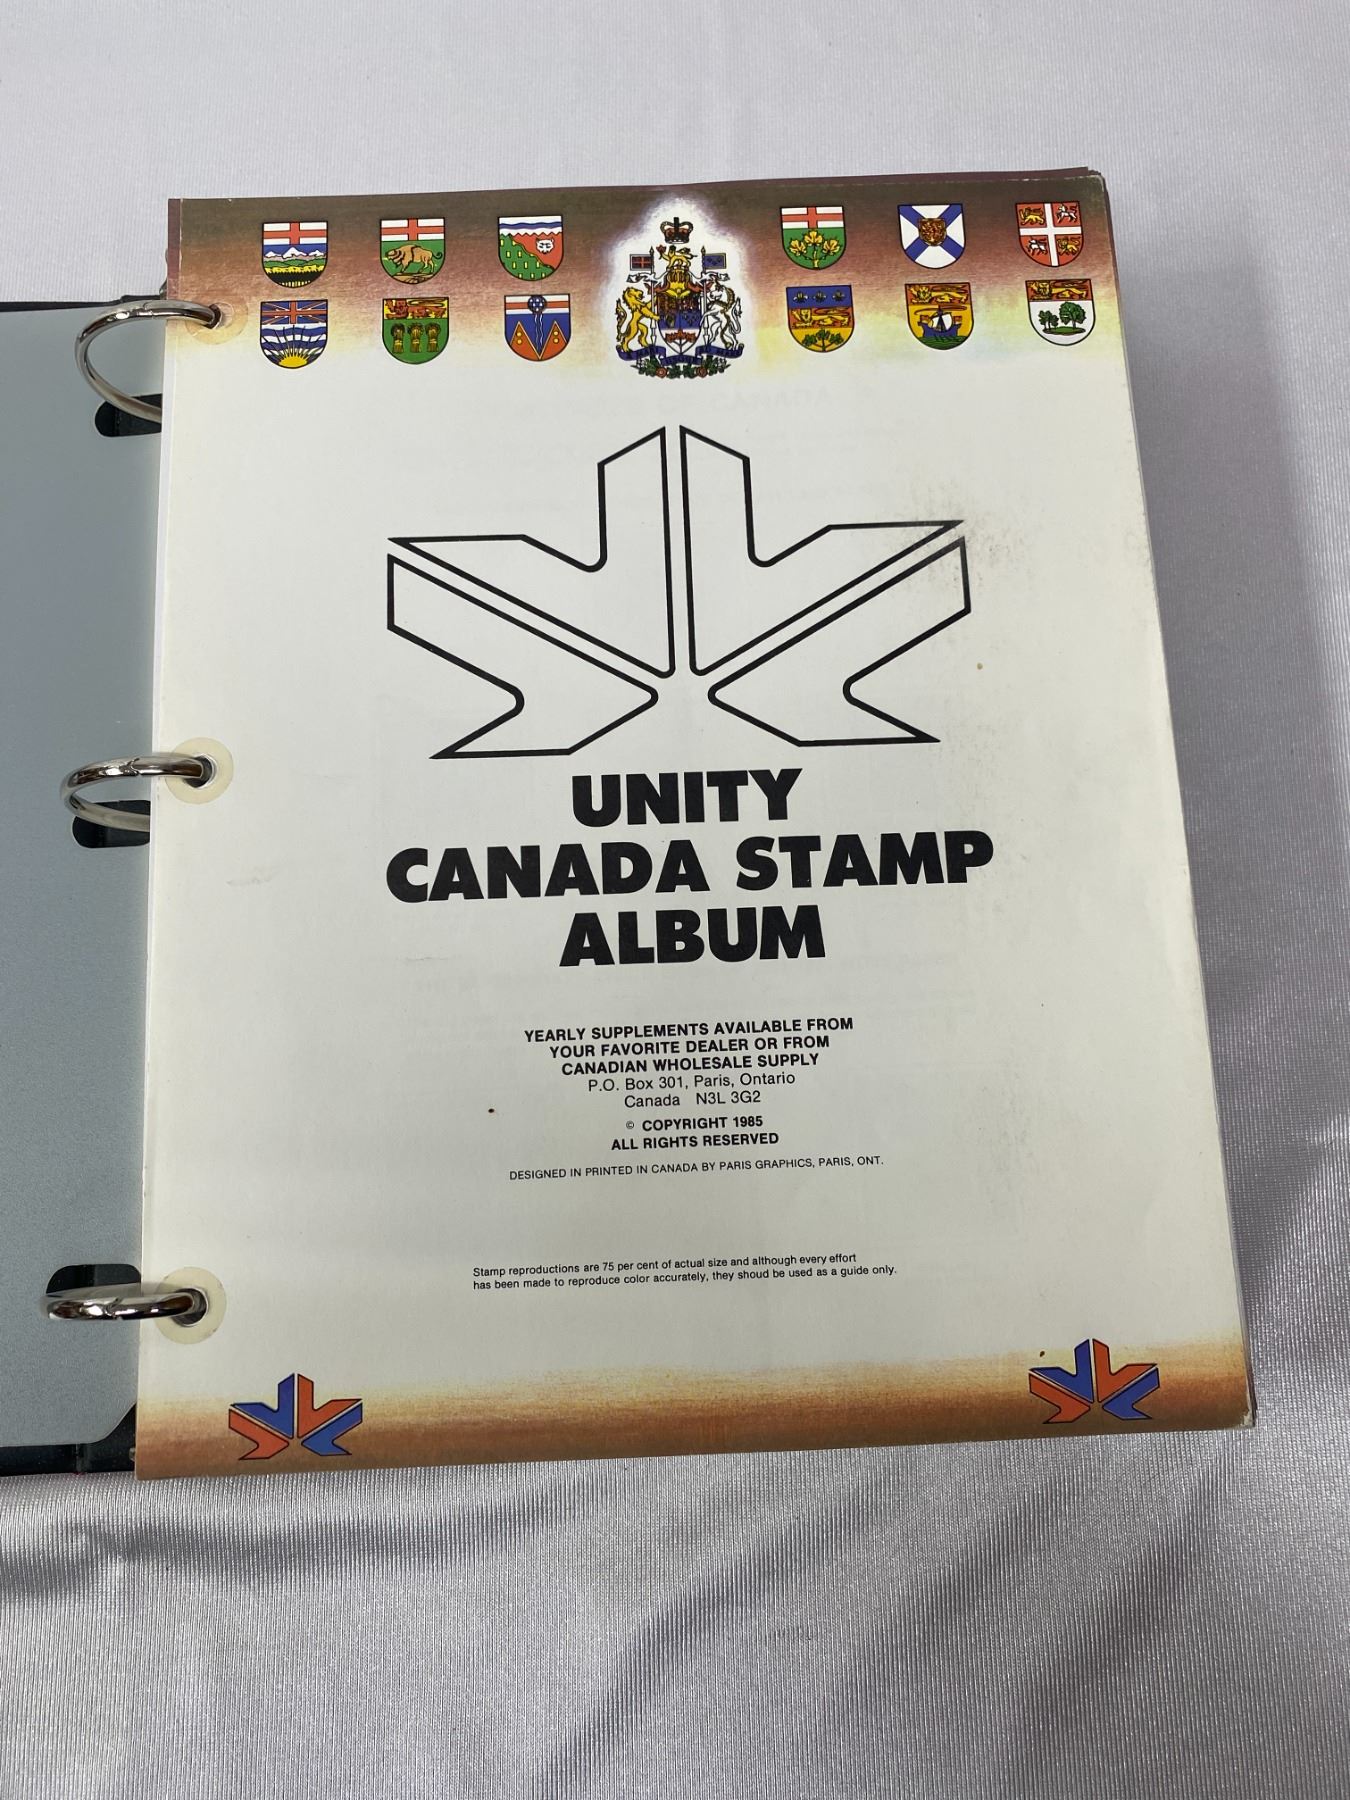 UNITY
CANADA STAMP
ALBUM
YEARLY SUPPLEMENTS AVAILABLE FROM
YOUR FAVORITE DEALER OR FROM
CANADIAN WHOLESALE SUPPLY
P.O. Box 301, Paris, Ontario
Canada N3L 3G2
© COPYRIGHT 1985
ALL RIGHTS RESERVED
DESIGNED IN PRINTED IN CANADA BY PARIS GRAPHICS, PARIS, ONT.
Stamp reproductions are 75 per cent of actual size and although every effort
has been made to reproduce color accurately, they shoud be used as a guide only.